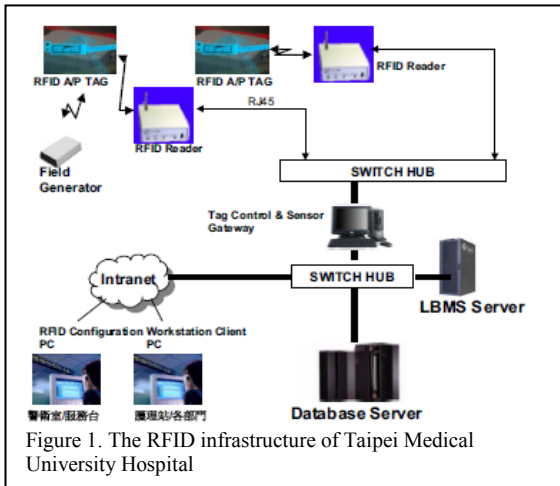 RFID A/P TAG
RFID A/P TAG
RFID Reader
RJ45
RFID Reader
Field
Generator
SWITCH HUB
Tag Control & Sensor
Gateway
Intranet
SWITCH HUB
LBMS Server
RFID Configuration
PC
Workstation Client
PC
警衛室/服務台
護理站/各部門
Database Server
Figure 1. The RFID infrastructure of Taipei Medical
University Hospital